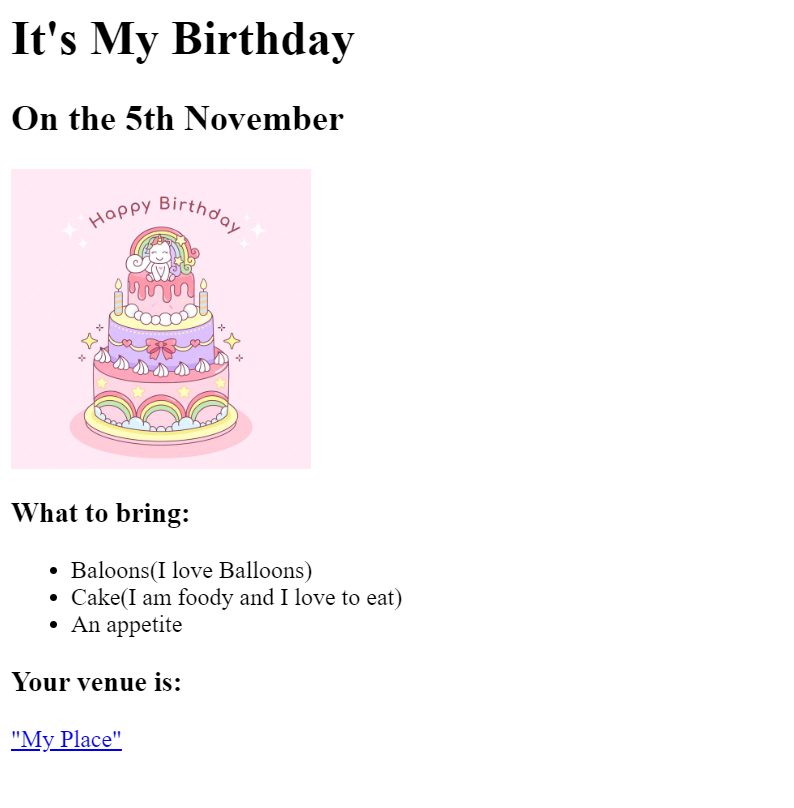 It's My Birthday
On the 5th November
Happy Birthday
What to bring:
Baloons(I love Balloons)
Cake(I am foody and I love to eat)
An appetite
Your venue is:
"My Place"